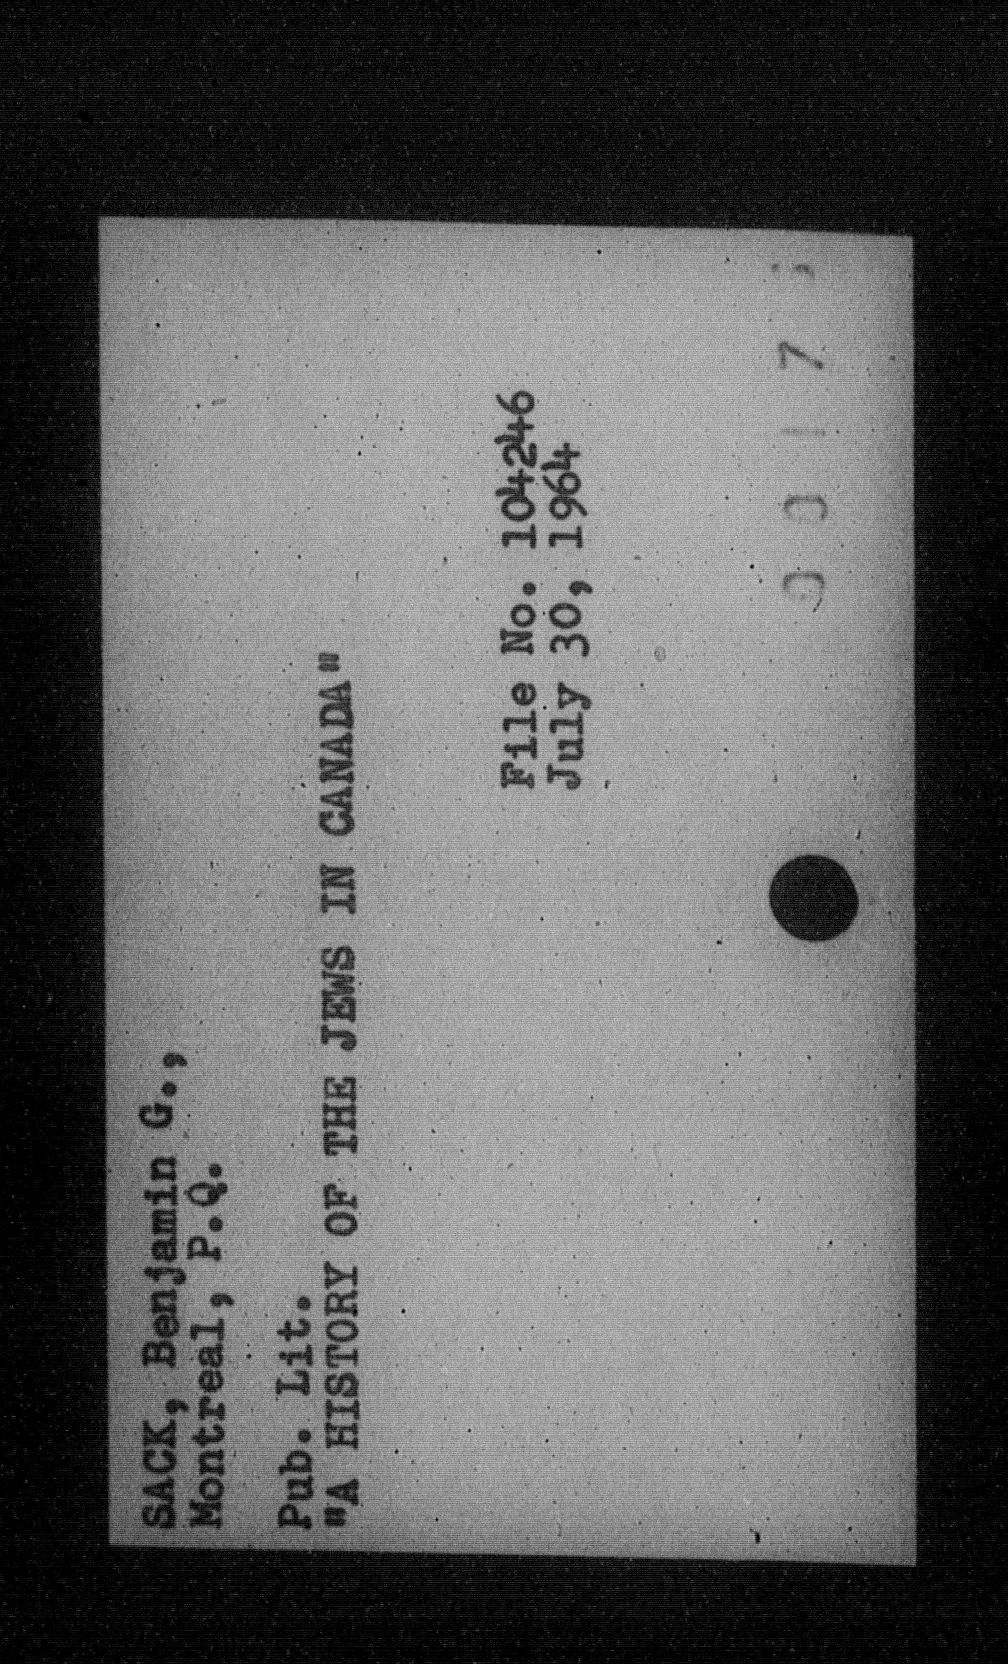 SACK, Benjamin G.,
Montreal, P.Q.
Pub. Lit.
"A HISTORY OF THE JEWS IN CANADA"
File No. 104246
July 30, 1964